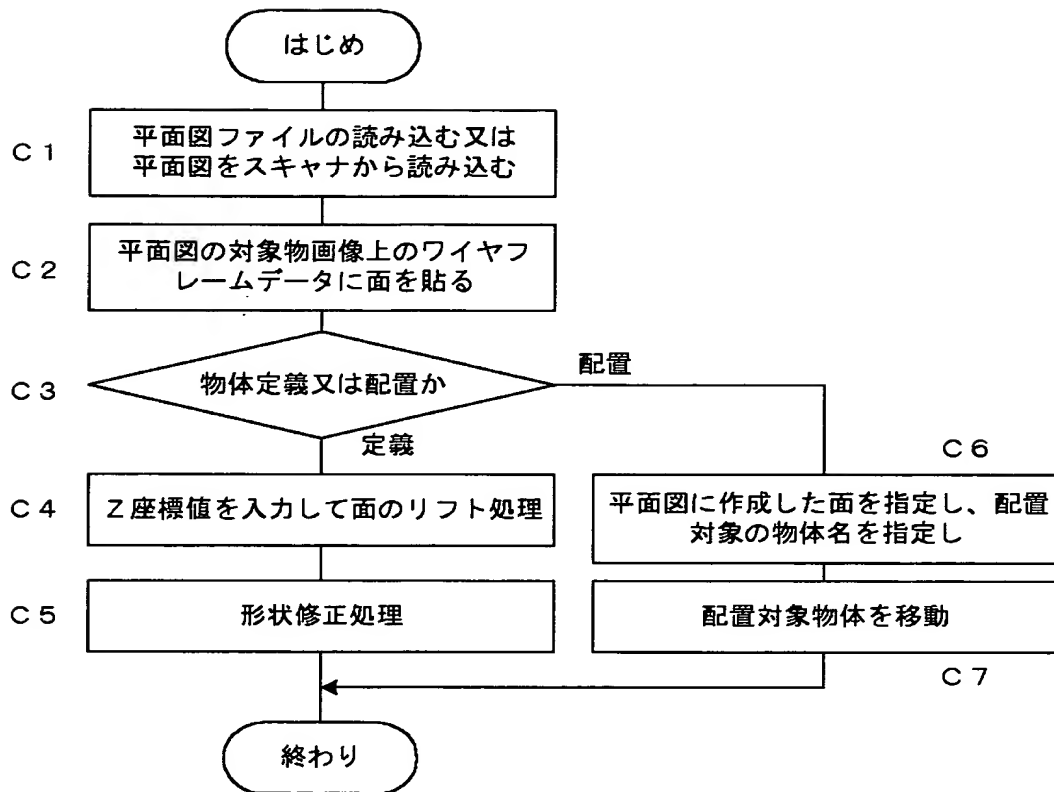 はじめ
C1
平面図ファイルの読み込む又は
平面図をスキャナから読み込む
C2
平面図の対象物画像上のワイヤフ
レームデータに面を貼る
C3
物体定義又は配置か
配置
定義
C4
Z座標値を入力して面のリフト処理
C5
形状修正処理
C6
平面図に作成した面を指定し、配置
対象の物体名を指定し
配置対象物体を移動
C7
終わり